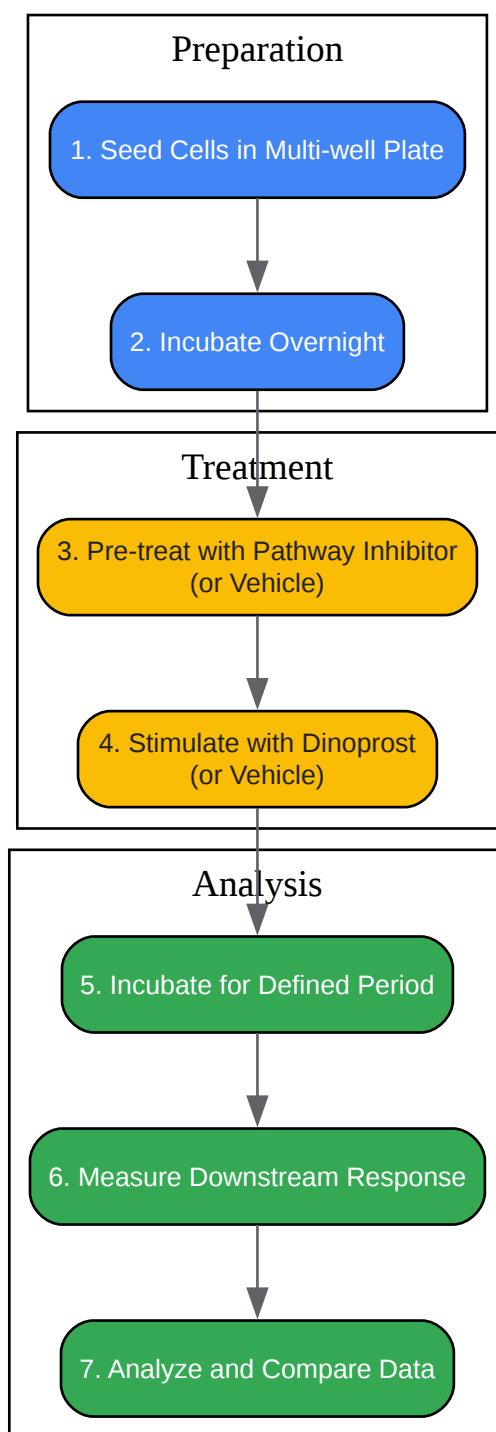 Preparation
1. Seed Cells in Multi-well Plate
2. Incubate Overnight
Treatment
3. Pre-treat with Pathway Inhibitor
(or Vehicle)
4. Stimulate with Dinoprost
(or Vehicle)
Analysis
5. Incubate for Defined Period
6. Measure Downstream Response
7. Analyze and Compare Data